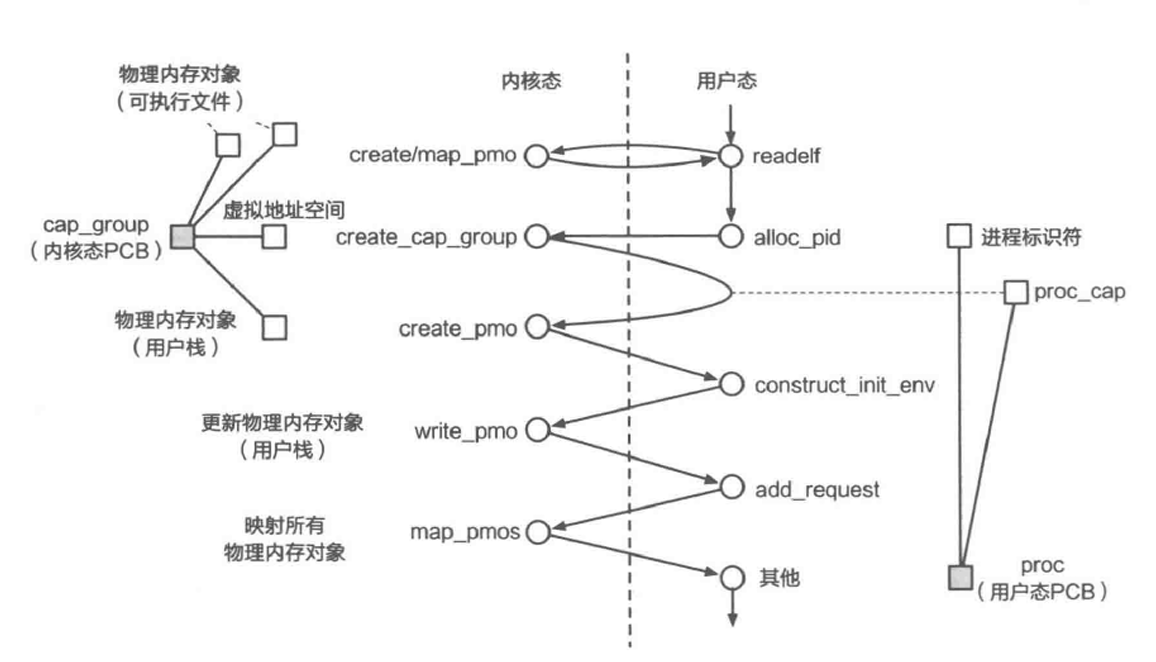 物理内存对象
（可执行文件）
内核态
用户态
create/map_pmo
readelf
cap_group
（内核态PCB）
虚拟地址空间
create_cap_group
alloc_pid
进程标识符
proc_cap
物理内存对象
（用户栈）
create_pmo
construct_init_env
更新物理内存对象
（用户栈）
write_pmo
add_request
映射所有
物理内存对象
map_pmos
其他
proc
（用户态PCB）